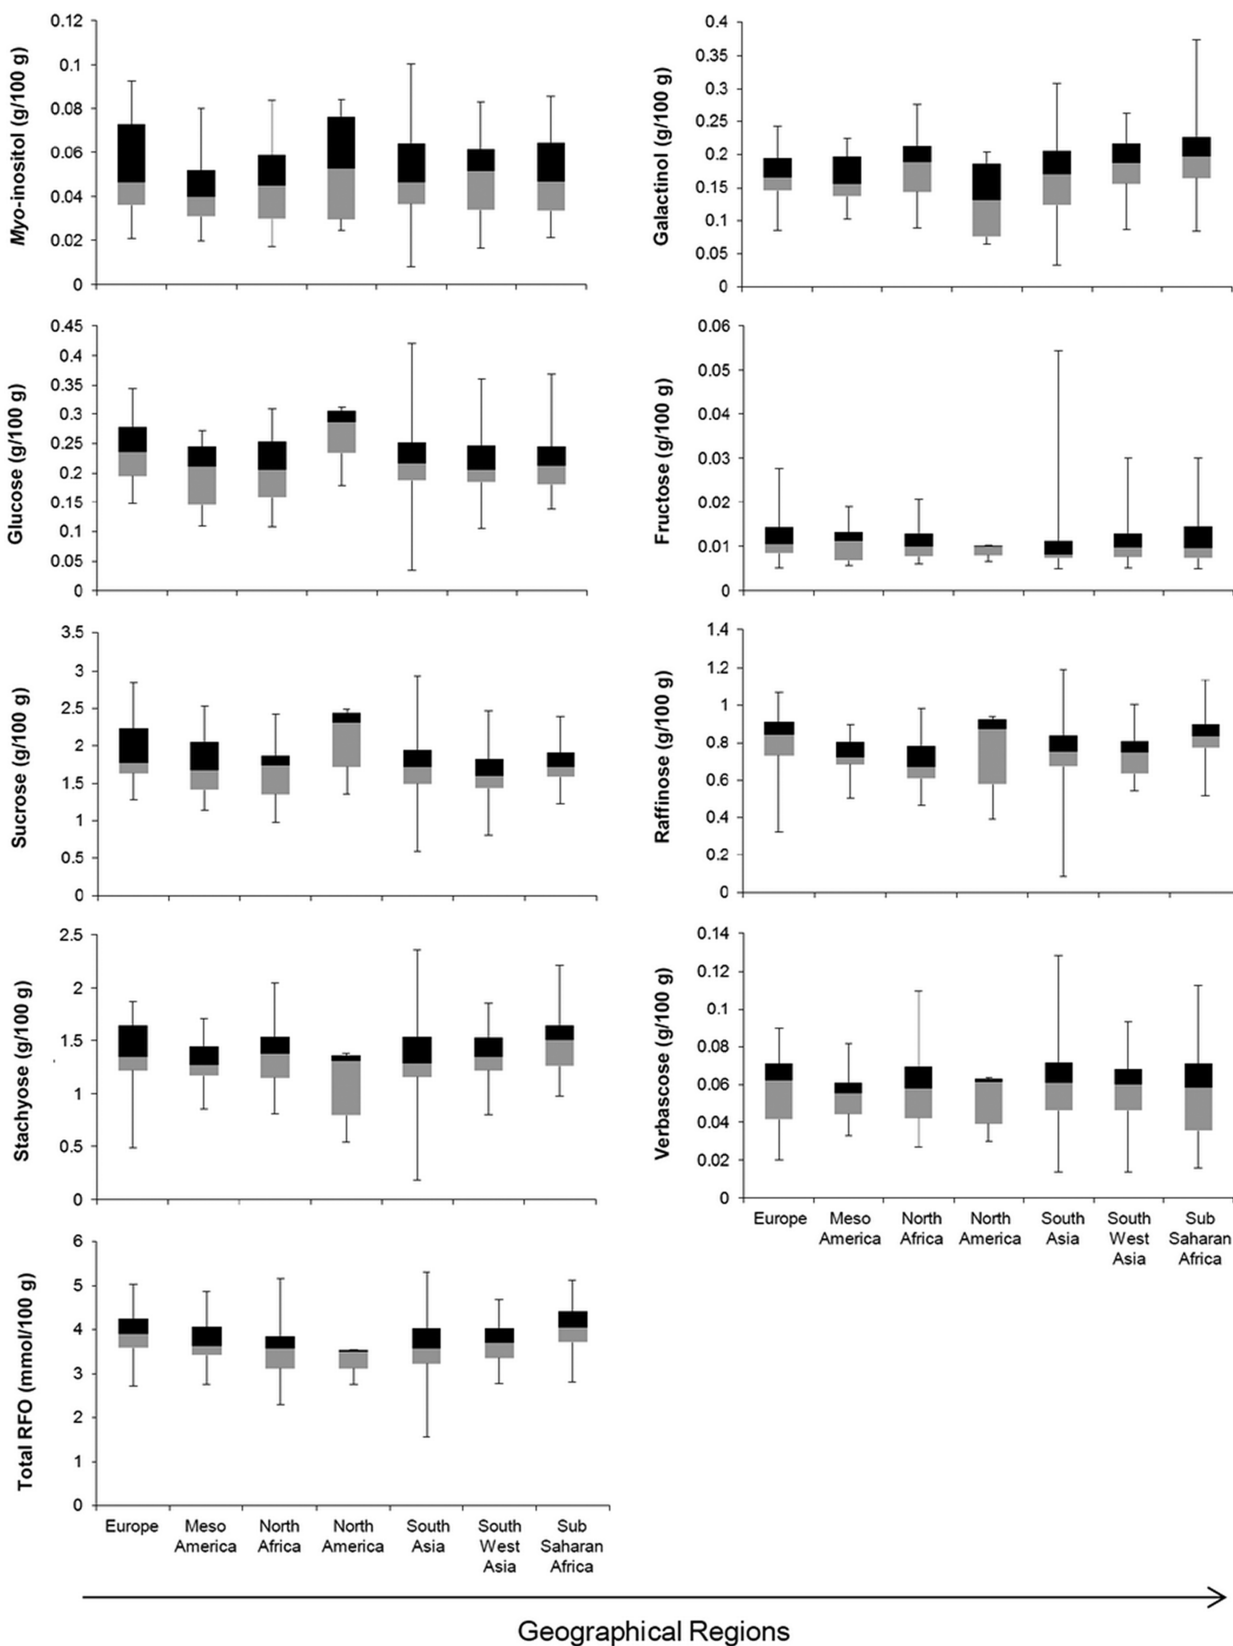 Myo-inositol (g/100 g)
0.12
0.1
0.08
0.06
0.04
0.02
0
Galactinol (g/100 g)
0.4
0.35
0.3
0.25
0.2
0.15
0.1
0.05
0
Glucose (g/100 g)
0.45
0.4
0.35
0.3
0.25
0.2
0.15
0.1
0.05
0
Fructose (g/100 g)
0.06
0.05
0.04
0.03
0.02
0.01
0
Sucrose (g/100 g)
3.5
3
2.5
2
1.5
1
0.5
0
Raffinose (g/100 g)
1.4
1.2
1
0.8
0.6
0.4
0.2
0
Stachyose (g/100 g)
2.5
2
1.5
1
0.5
0
Verbascose (g/100 g)
0.14
0.12
0.1
0.08
0.06
0.04
0.02
0
Europe
Meso
America
North
Africa
North
America
South
Asia
South
West
Asia
Sub
Saharan
Africa
Total RFO (mmol/100 g)
6
5
4
3
2
1
0
Europe
Meso
America
North
Africa
North
America
South
Asia
South
West
Asia
Sub
Saharan
Africa
Geographical Regions